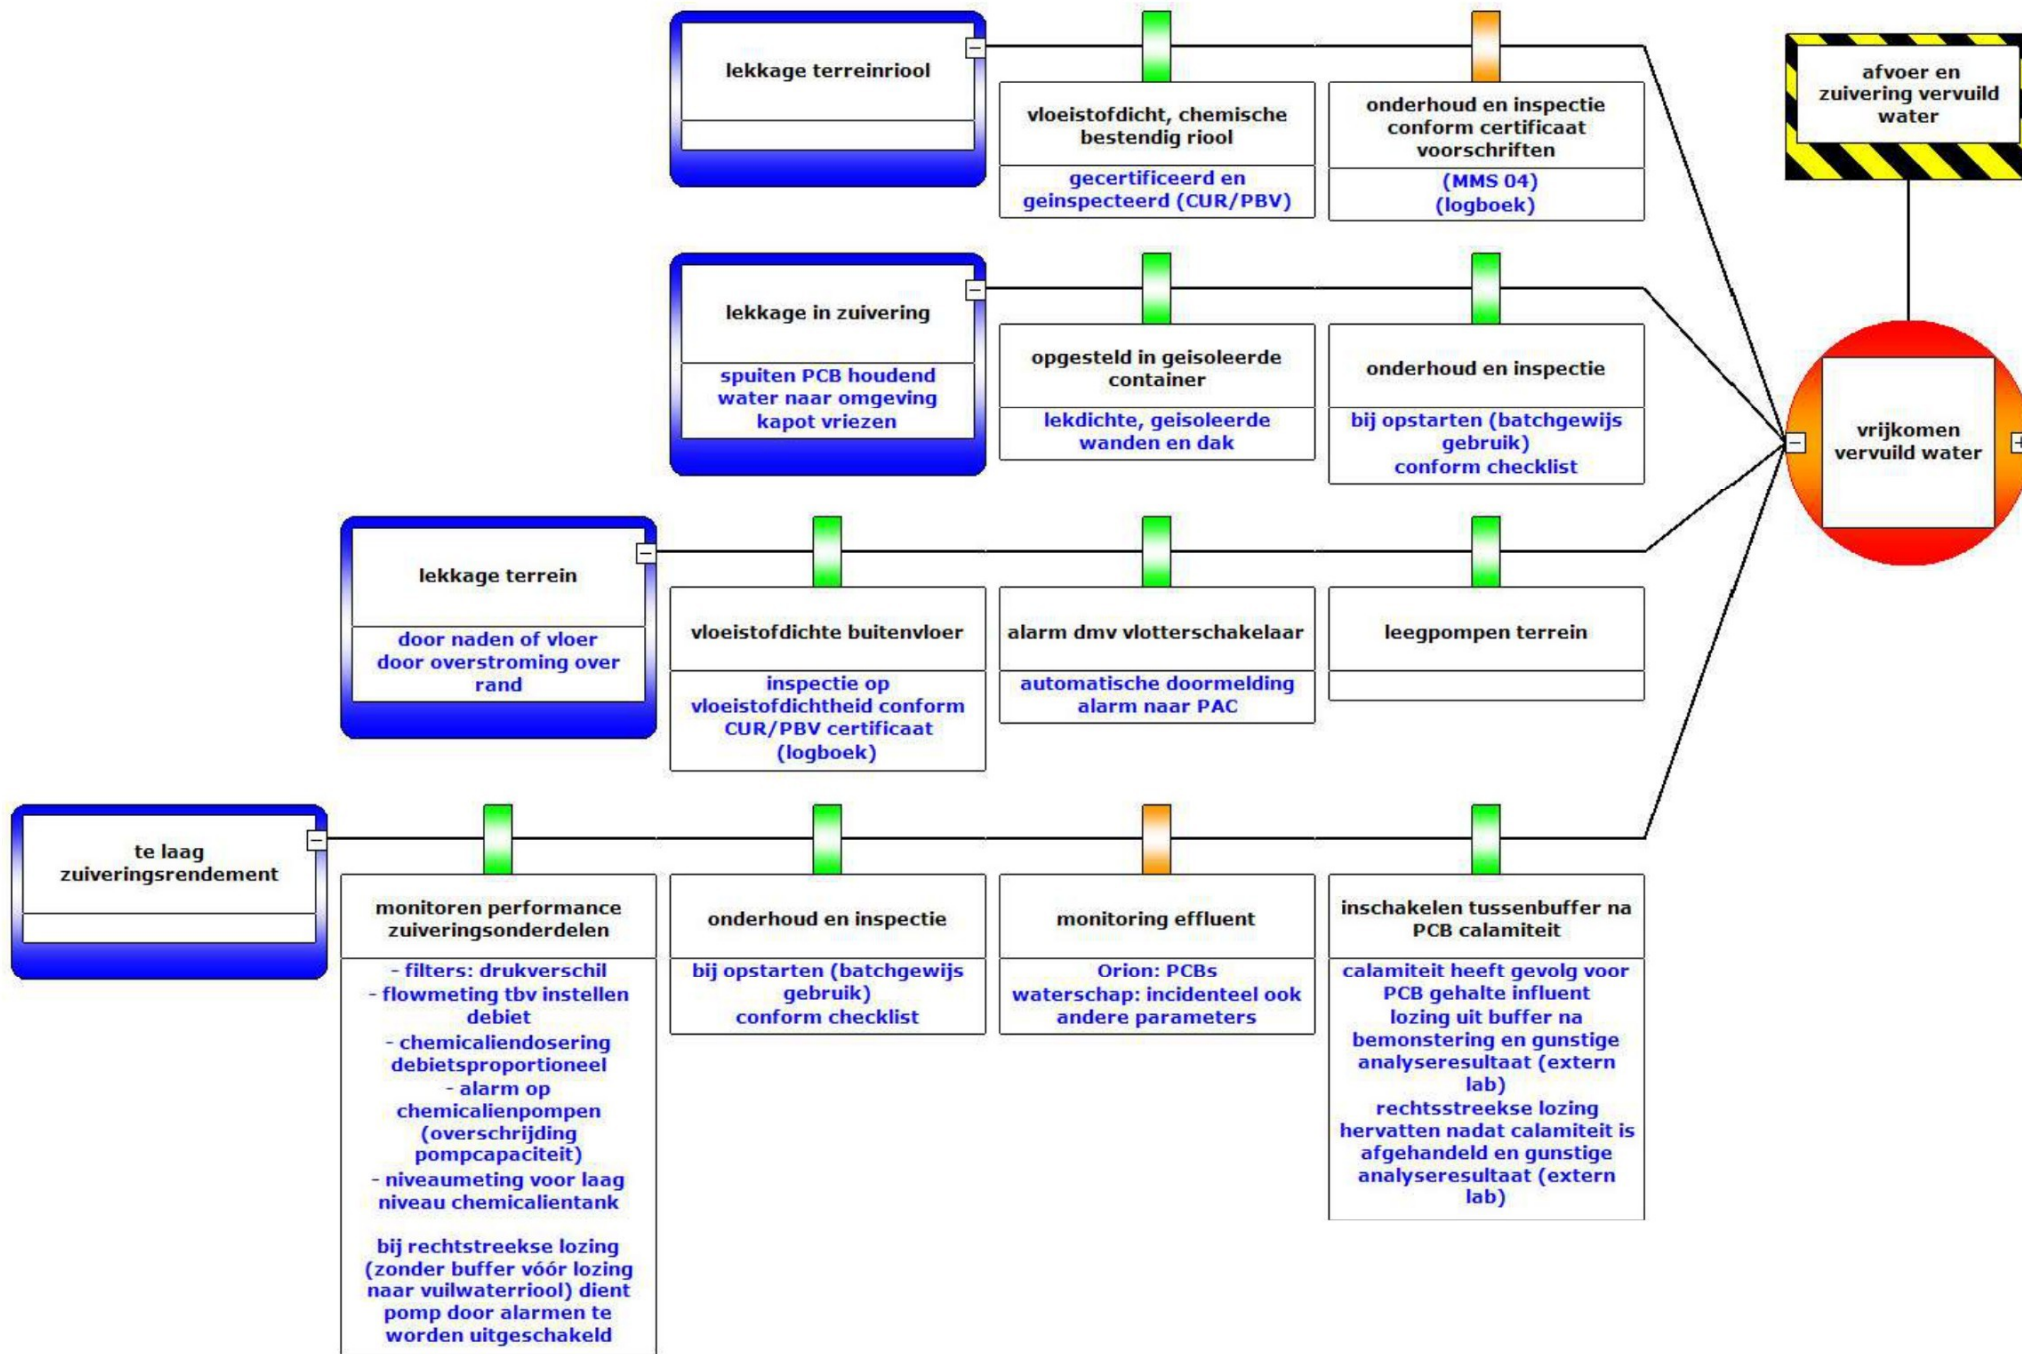 lekkage terreinriool
vloeistofdicht, chemische
bestendig riool
gecertificeerd en
geinspecteerd (CUR/PBV)
onderhoud en inspectie
conform certificaat
voorschriften
(MMS 04)
(logboek)
afvoer en
zuivering vervuild
water
lekkage in zuivering
spuiten PCB houdend
water naar omgeving
kapot vriezen
opgesteld in geisoleerde
container
lekdichte, geisoleerde
wanden en dak
onderhoud en inspectie
bij opstarten (batchgewijs
gebruik)
conform checklist
vrijkomen
vervuild water
lekkage terrein
door naden of vloer
door overstroming over
rand
vloeistofdichte buitenvloer
inspectie op
vloeistofdichtheid conform
CUR/PBV certificaat
(logboek)
alarm dmv vlotterschakelaar
automatische doormelding
alarm naar PAC
leegpompen terrein
te laag
zuiveringsrendement
monitoren performance
zuiveringsonderdelen
- filters: drukverschil
- flowmeting tbv instellen
debiet
- chemicaliendosering
debietsproportioneel
- alarm op
chemicalienpompen
(overschrijding
pompcapaciteit)
- niveaumeting voor laag
niveau chemicalientank
bij rechtstreekse lozing
(zonder buffer vóór lozing
naar vuilwaterriool) dient
pomp door alarmen te
worden uitgeschakeld
onderhoud en inspectie
bij opstarten (batchgewijs
gebruik)
conform checklist
monitoring effluent
Orion: PCBs
waterschap: incidenteel ook
andere parameters
inschakelen tussenbuffer na
PCB calamiteit
calamiteit heeft gevolg voor
PCB gehalte influent
lozing uit buffer na
bemonstering en gunstige
analyseresultaat (extern
lab)
rechtsstreekse lozing
hervatten nadat calamiteit is
afgehandeld en gunstige
analyseresultaat (extern
lab)